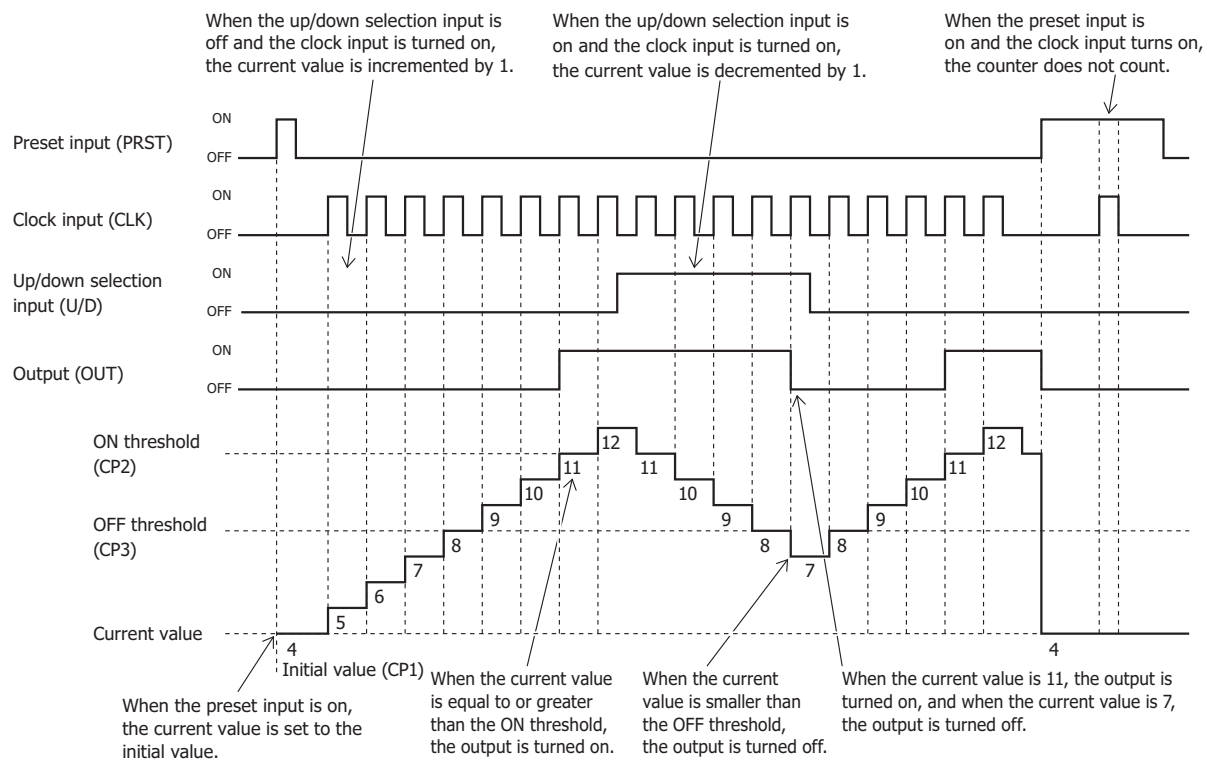 When the up/down selection input is
off and the clock input is turned on,
the current value is incremented by 1.
When the up/down selection input is
on and the clock input is turned on,
the current value is decremented by 1.
When the preset input is
on and the clock input turns on,
the counter does not count.
Preset input (PRST)
ON
OFF
Clock input (CLK)
ON
OFF
Up/down selection
input (U/D)
ON
OFF
Output (OUT)
ON
OFF
ON threshold
(CP2)
OFF threshold
(CP3)
Current value
4
5
6
7
8
9
10
11
12
11
10
9
8
7
8
9
10
11
12
4
Initial value (CP1)
When the preset input is on,
the current value is set to the
initial value.
When the current value
is equal to or greater
than the ON threshold,
the output is turned on.
When the current
value is smaller than
the OFF threshold,
the output is turned off.
When the current value is 11, the output is
turned on, and when the current value is 7,
the output is turned off.